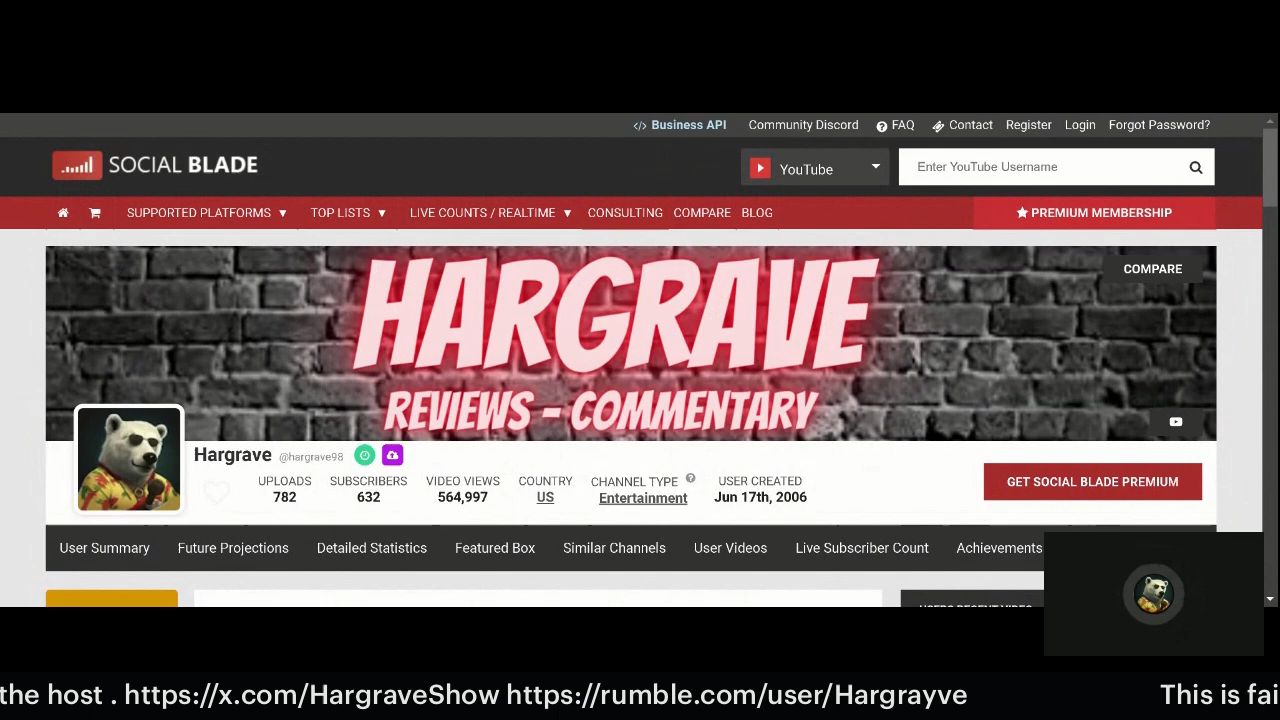 </> Business API Community Discord FAQ Contact Register Login Forgot Password?
SOCIAL BLADE YouTube Enter YouTube Username
SUPPORTED PLATFORMS TOP LISTS LIVE COUNTS / REALTIME CONSULTING COMPARE BLOG PREMIUM MEMBERSHIP
COMPARE
HARGRAVE
REVIEWS - COMMENTARY
Hargrave @hargrave98
UPLOADS SUBSCRIBERS VIDEO VIEWS COUNTRY CHANNEL TYPE USER CREATED
782 632 564,997 US Entertainment Jun 17th, 2006
GET SOCIAL BLADE PREMIUM
User Summary Future Projections Detailed Statistics Featured Box Similar Channels User Videos Live Subscriber Count Achievements
the host . https://x.com/HargraveShow https://rumble.com/user/Hargrayve This is fai